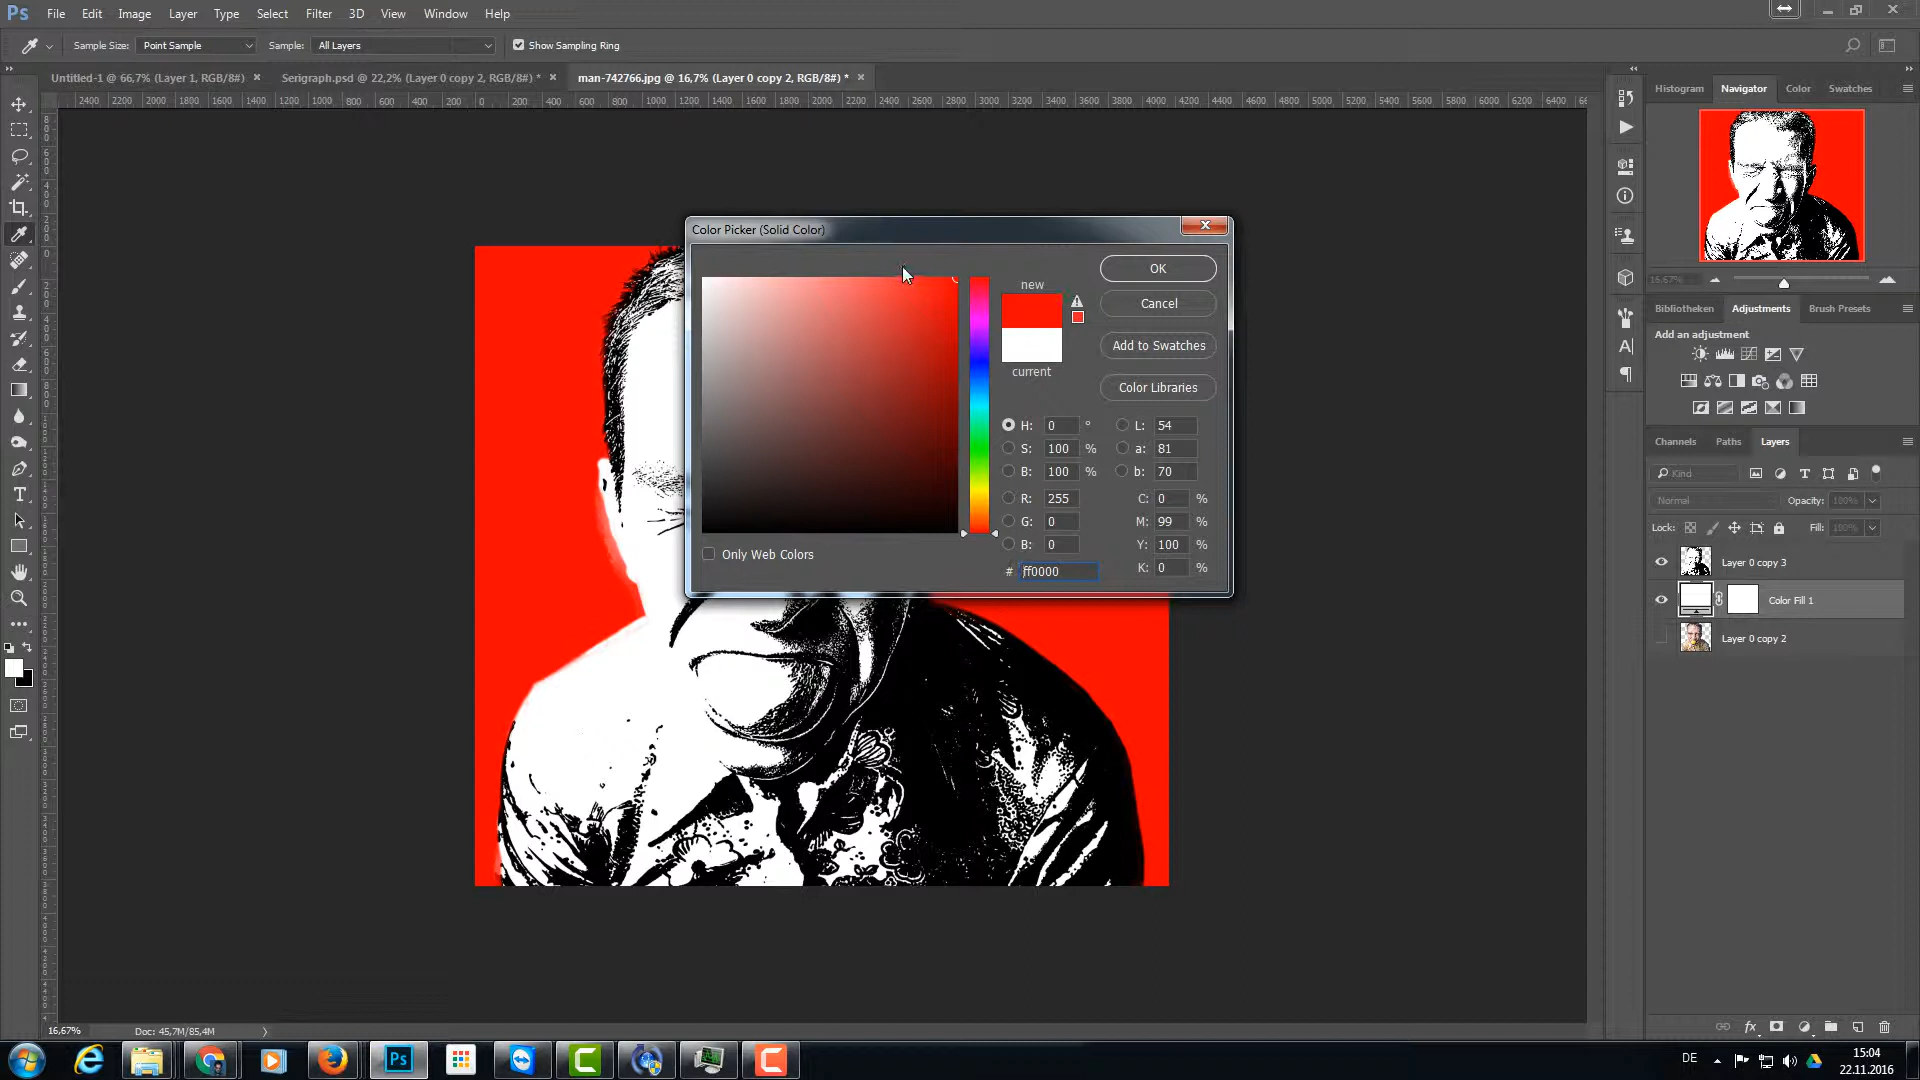 Ps File Edit Image Layer Type Select Filter 3D View Window Help
Sample Size: Point Sample Sample: All Layers Show Sampling Ring
Untitled-1 @ 66,7% (Layer 1, RGB/8#) × Serigraph.psd @ 22,2% (Layer 0 copy 2, RGB/8#) * × man-742766.jpg @ 16,7% (Layer 0 copy 2, RGB/8#) * ×
2400 2200 2000 1800 1600 1400 1200 1000 800 600 400 200 0 200 400 600 800 1000 1200 1400 1600 1800 2000 2200 2400 2600 2800 3000 3200 3400 3600 3800 4000 4200 4400 4600 4800 5000 5200 5400 5600 5800 6000 6200 6400
Histogram Navigator Color Swatches
16,67%
Bibliotheken Adjustments Brush Presets
Add an adjustment
Color Picker (Solid Color)
OK
new
Cancel
Add to Swatches
current
Color Libraries
H: 0 ° L: 54
S: 100 % a: 81
B: 100 % b: 70
R: 255 C: 0 %
G: 0 M: 99 %
B: 0 Y: 100 %
# ff0000 K: 0 %
Only Web Colors
Channels Paths Layers
Kind
Normal Opacity: 100%
Lock: Fill: 100%
Layer 0 copy 3
Color Fill 1
Layer 0 copy 2
16,67% Doc: 45,7M/85,4M
Ps DE 15:04
22.11.2016